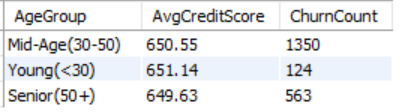 AgeGroup AvgCreditScore ChurnCount
Mid-Age(30-50) 650.55 1350
Young(<30) 651.14 124
Senior(50+) 649.63 563